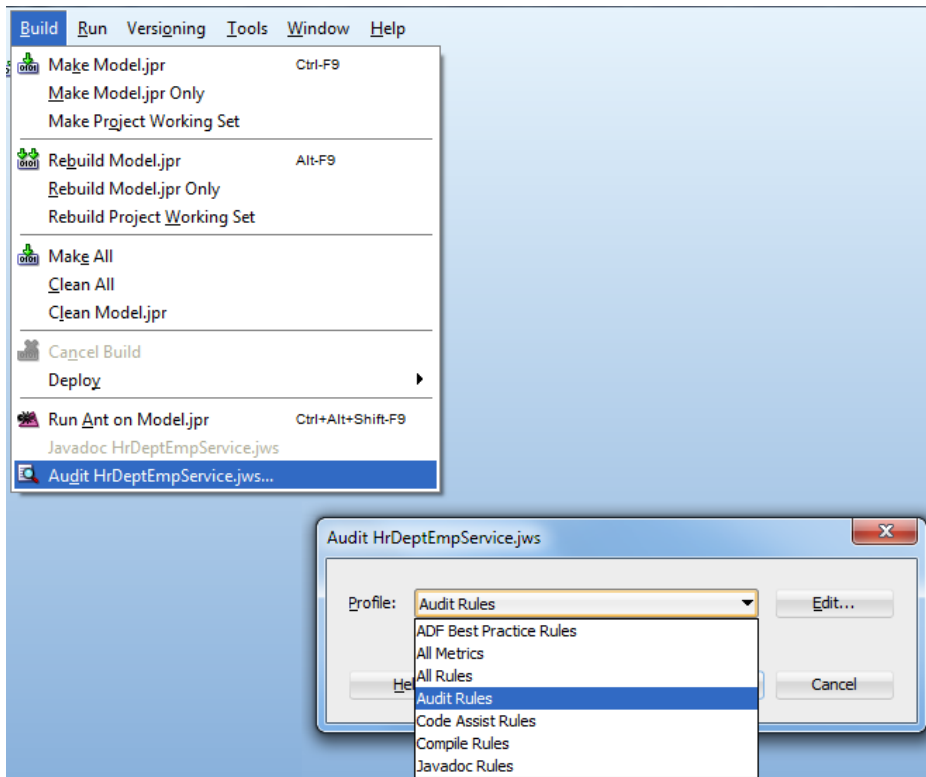 Build Run Versioning Tools Window Help
Make Model.jpr Ctrl-F9
Make Model.jpr Only
Make Project Working Set
Rebuild Model.jpr Alt-F9
Rebuild Model.jpr Only
Rebuild Project Working Set
Make All
Clean All
Clean Model.jpr
Cancel Build
Deploy
Run Ant on Model.jpr Ctrl+Alt+Shift-F9
Javadoc HrDeptEmpService.jws
Audit HrDeptEmpService.jws...
Audit HrDeptEmpService.jws
Profile: Audit Rules Edit...
ADF Best Practice Rules
All Metrics
All Rules
Audit Rules
Cancel
Code Assist Rules
Compile Rules
Javadoc Rules